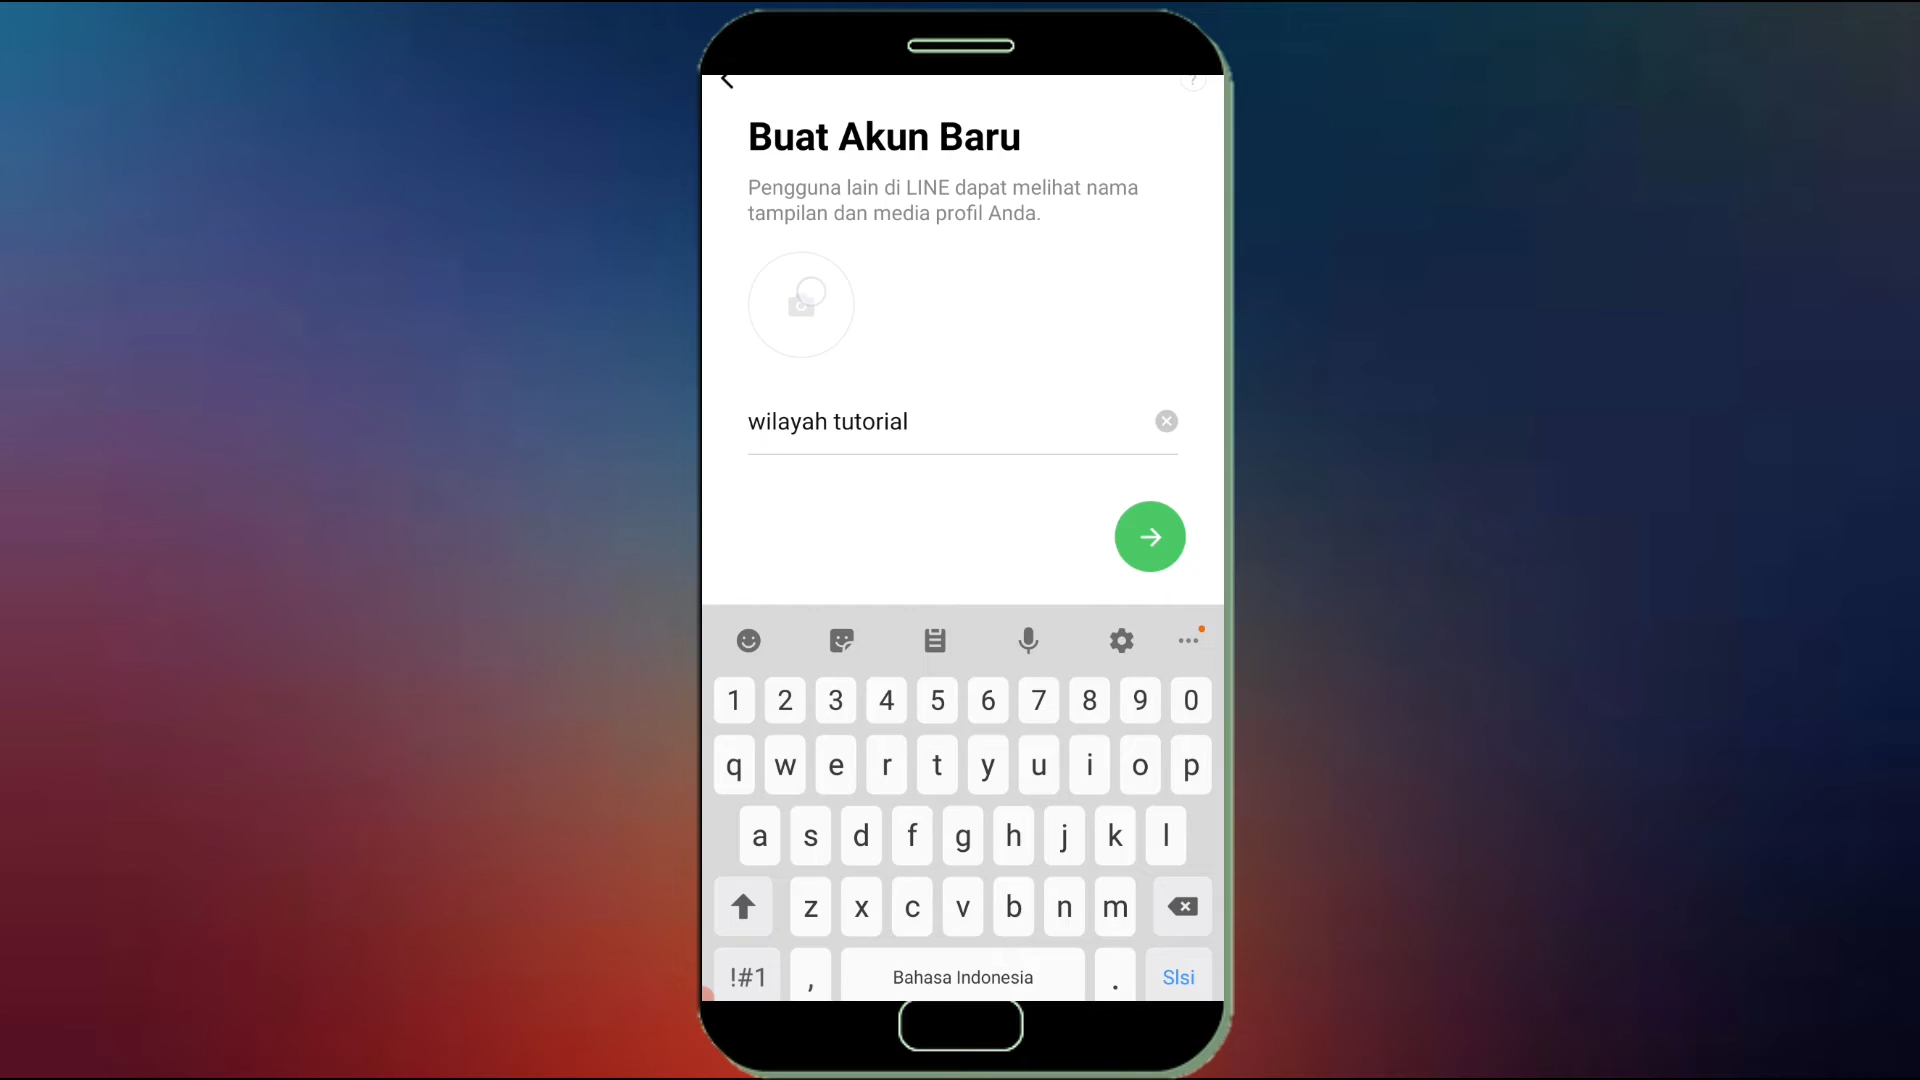 ?
Buat Akun Baru
Pengguna lain di LINE dapat melihat nama
tampilan dan media profil Anda.
wilayah tutorial
1 2 3 4 5 6 7 8 9 0
q w e r t y u i o p
a s d f g h j k l
z x c v b n m
!#1 , Bahasa Indonesia . Slsi